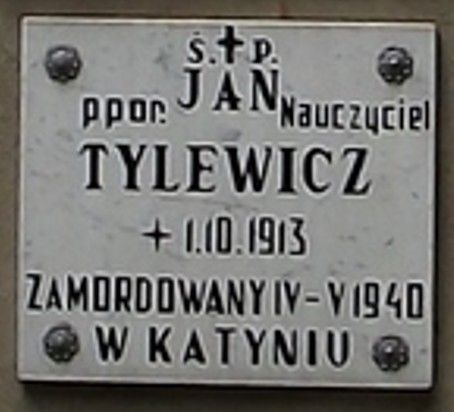 Ś.✝P.
ppor. JAN Nauczyciel
TYLEWICZ
+ 1.10.1913
ZAMORDOWANY IV-V 1940
W KATYNIU